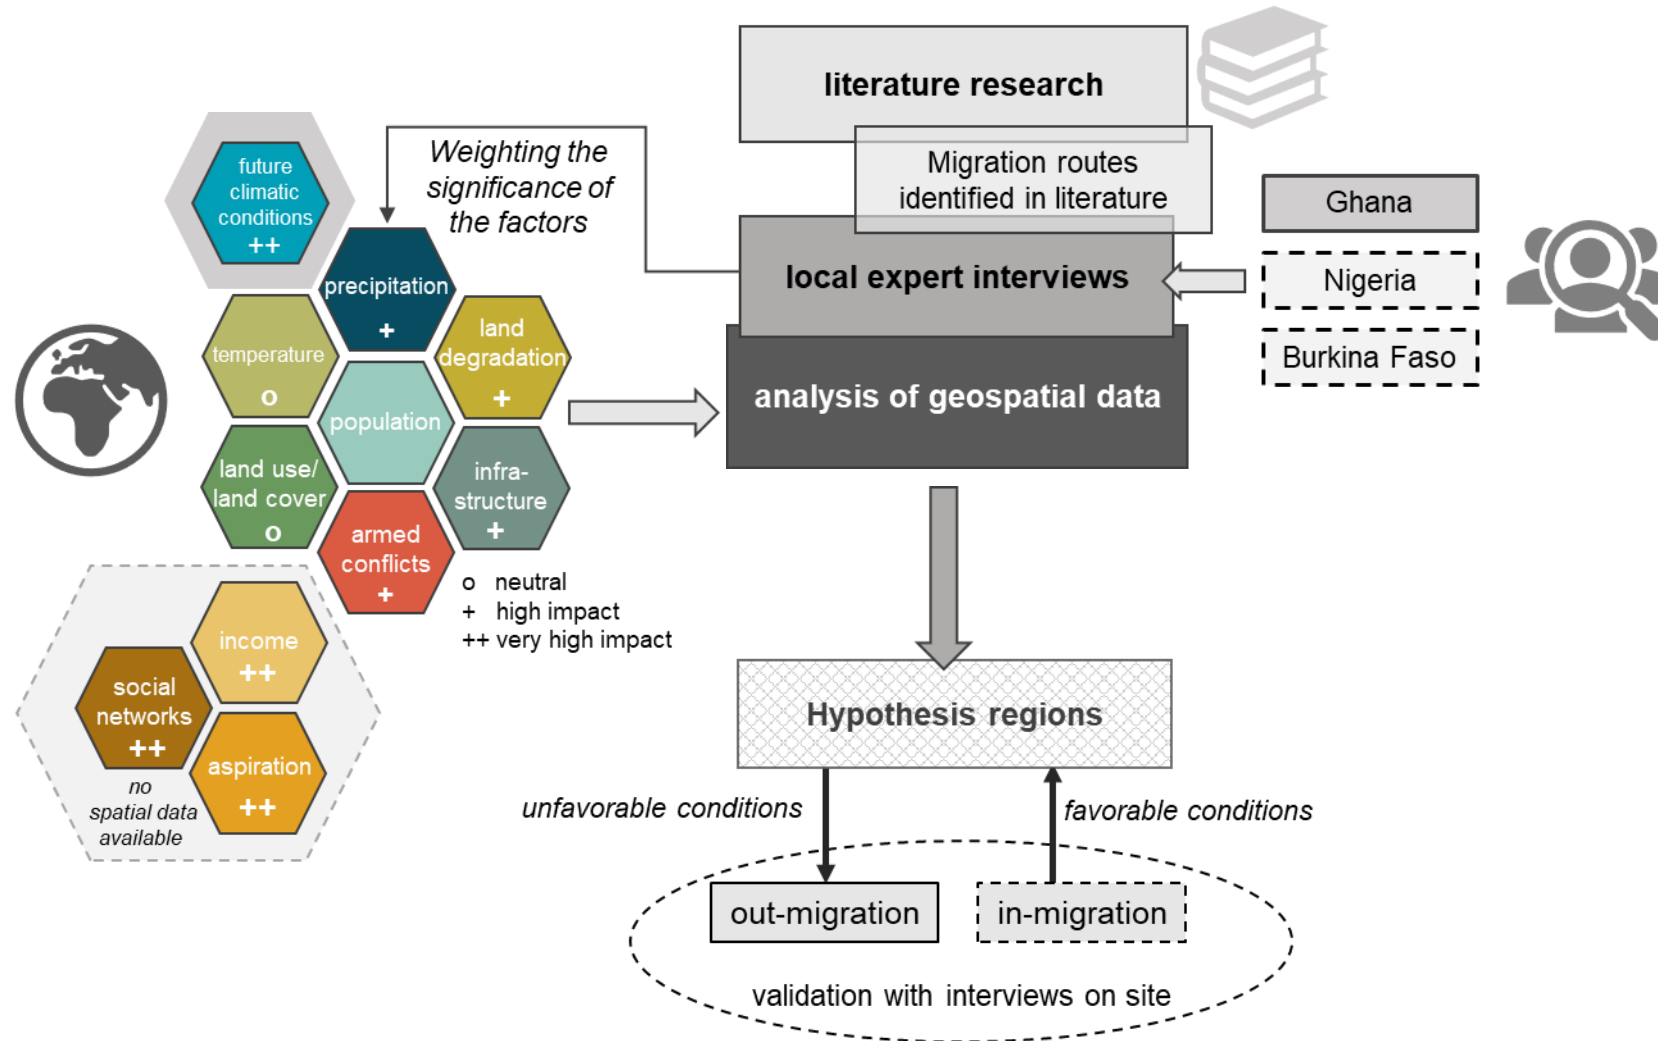 literature research
Migration routes
identified in literature
local expert interviews
analysis of geospatial data
Ghana
Nigeria
Burkina Faso
Weighting the
significance of
the factors
future
climatic
conditions
++
precipitation
+
temperature
o
land
degradation
+
population
land use/
land cover
o
infra-
structure
+
armed
conflicts
+
o neutral
+ high impact
++ very high impact
income
++
social
networks
++
aspiration
++
no
spatial data
available
Hypothesis regions
unfavorable conditions
favorable conditions
out-migration
in-migration
validation with interviews on site